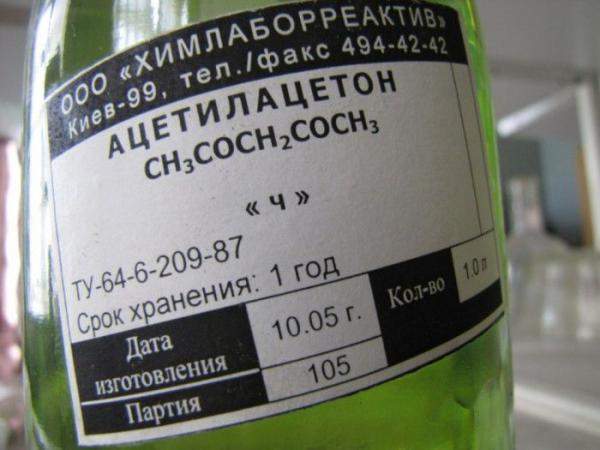 ООО «ХИМЛАБОРРЕАКТИВ»
Киев-99, тел./факс 494-42-42
АЦЕТИЛАЦЕТОН
CH₃COCH₂COCH₃
« ч »
ТУ-64-6-209-87
Срок хранения: 1 год
Дата изготовления 10.05 г. Кол-во 1.0 л
Партия 105